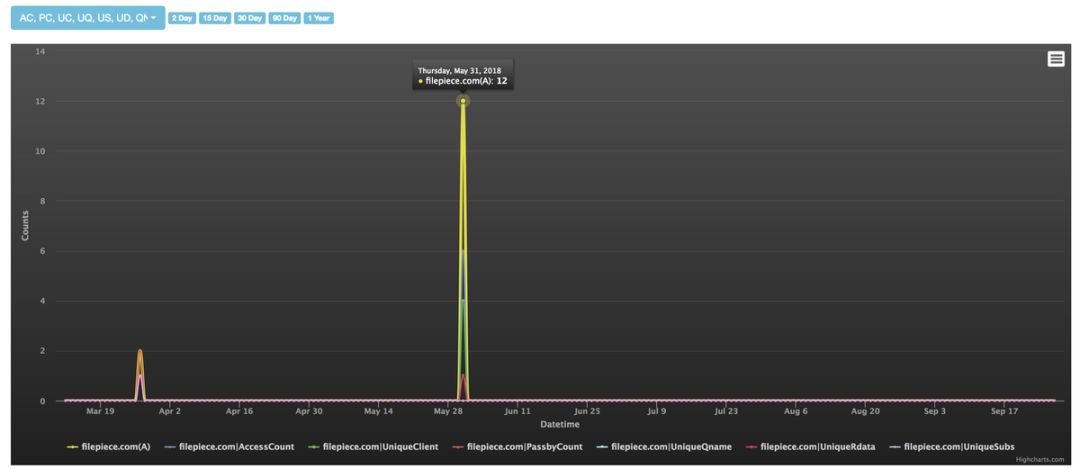 AC, PC, UC, UQ, US, UD, QN
2 Day 15 Day 30 Day 90 Day 1 Year
14
Thursday, May 31, 2018
filepiece.com(A): 12
12
10
8
6
4
2
0
Counts
Mar 19 Apr 2 Apr 16 Apr 30 May 14 May 28 Jun 11 Jun 25 Jul 9 Jul 23 Aug 6 Aug 20 Sep 3 Sep 17
Datetime
filepiece.com(A) filepiece.com|AccessCount filepiece.com|UniqueClient filepiece.com|PassbyCount filepiece.com|UniqueQname filepiece.com|UniqueRdata filepiece.com|UniqueSubs
Highcharts.com